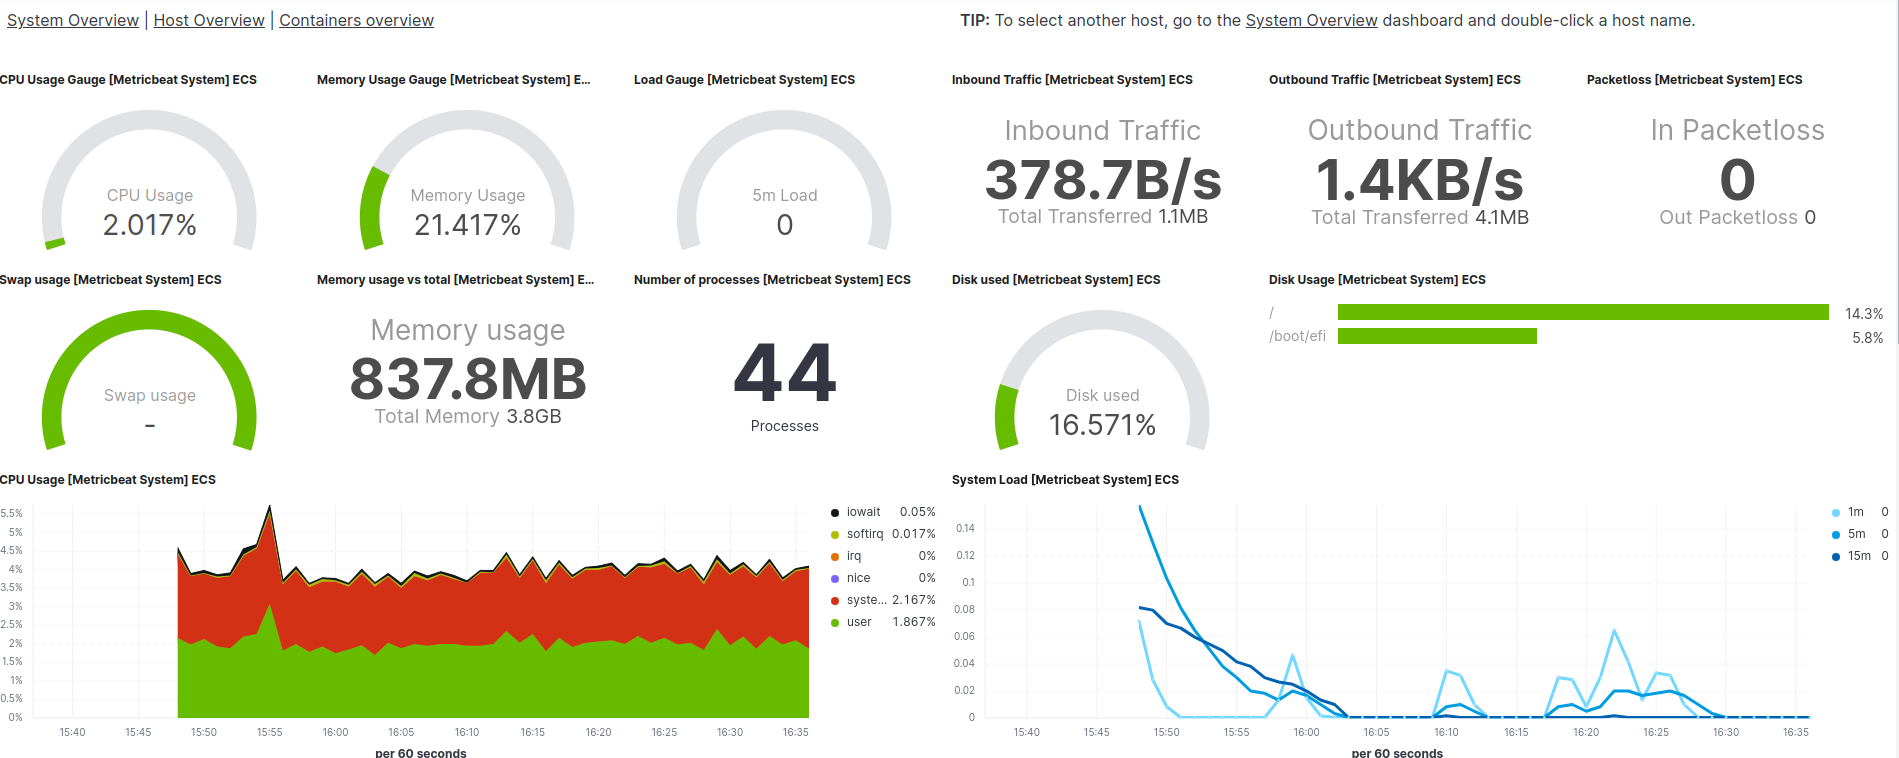 System Overview | Host Overview | Containers overview
TIP: To select another host, go to the System Overview dashboard and double-click a host name.
CPU Usage Gauge [Metricbeat System] ECS
CPU Usage
2.017%
Memory Usage Gauge [Metricbeat System] E...
Memory Usage
21.417%
Load Gauge [Metricbeat System] ECS
5m Load
0
Inbound Traffic [Metricbeat System] ECS
Inbound Traffic
378.7B/s
Total Transferred 1.1MB
Outbound Traffic [Metricbeat System] ECS
Outbound Traffic
1.4KB/s
Total Transferred 4.1MB
Packetloss [Metricbeat System] ECS
In Packetloss
0
Out Packetloss 0
Swap usage [Metricbeat System] ECS
Swap usage
-
Memory usage vs total [Metricbeat System] E...
Memory usage
837.8MB
Total Memory 3.8GB
Number of processes [Metricbeat System] ECS
44
Processes
Disk used [Metricbeat System] ECS
Disk used
16.571%
Disk Usage [Metricbeat System] ECS
/ 14.3%
/boot/efi 5.8%
CPU Usage [Metricbeat System] ECS
5.5%
5%
4.5%
4%
3.5%
3%
2.5%
2%
1.5%
1%
0.5%
0%
15:40 15:45 15:50 15:55 16:00 16:05 16:10 16:15 16:20 16:25 16:30 16:35
per 60 seconds
iowait 0.05%
softirq 0.017%
irq 0%
nice 0%
syste... 2.167%
user 1.867%
System Load [Metricbeat System] ECS
0.14
0.12
0.1
0.08
0.06
0.04
0.02
0
15:40 15:45 15:50 15:55 16:00 16:05 16:10 16:15 16:20 16:25 16:30 16:35
per 60 seconds
1m 0
5m 0
15m 0